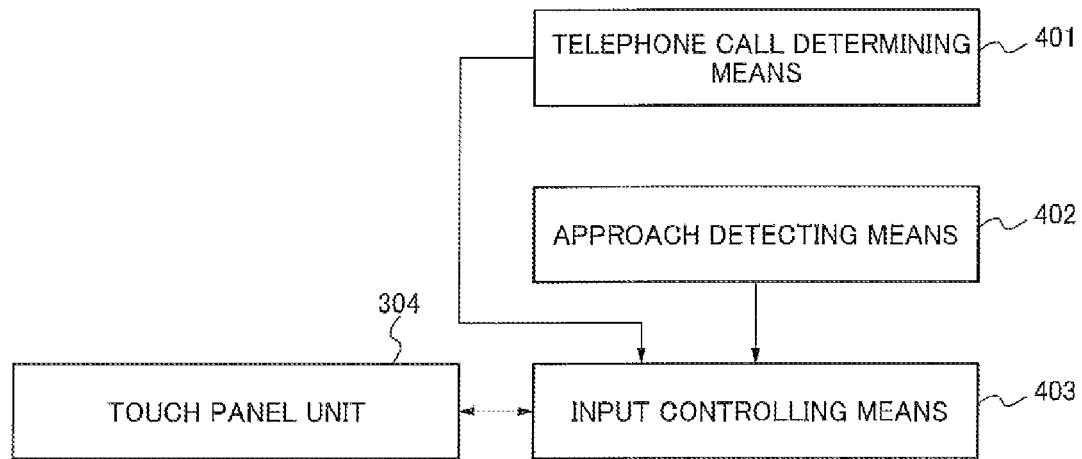 TELEPHONE CALL DETERMINING
MEANS
401
APPROACH DETECTING MEANS
402
304
TOUCH PANEL UNIT
INPUT CONTROLLING MEANS
403